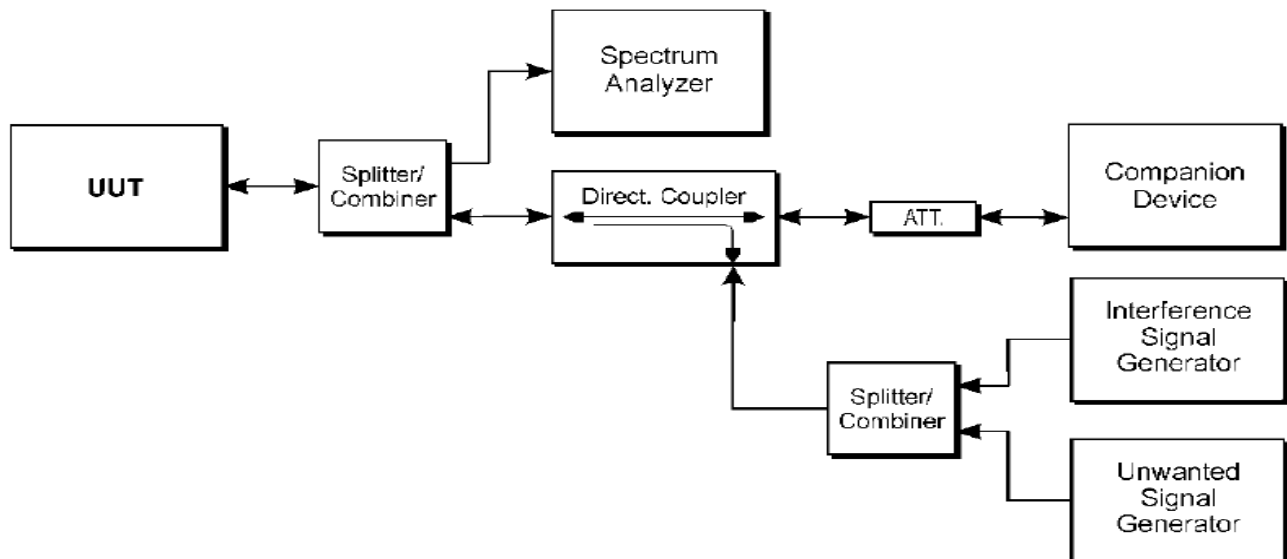 Spectrum
Analyzer
UUT
Splitter/
Combiner
Direct. Coupler
ATT.
Companion
Device
Interference
Signal
Generator
Splitter/
Combiner
Unwanted
Signal
Generator